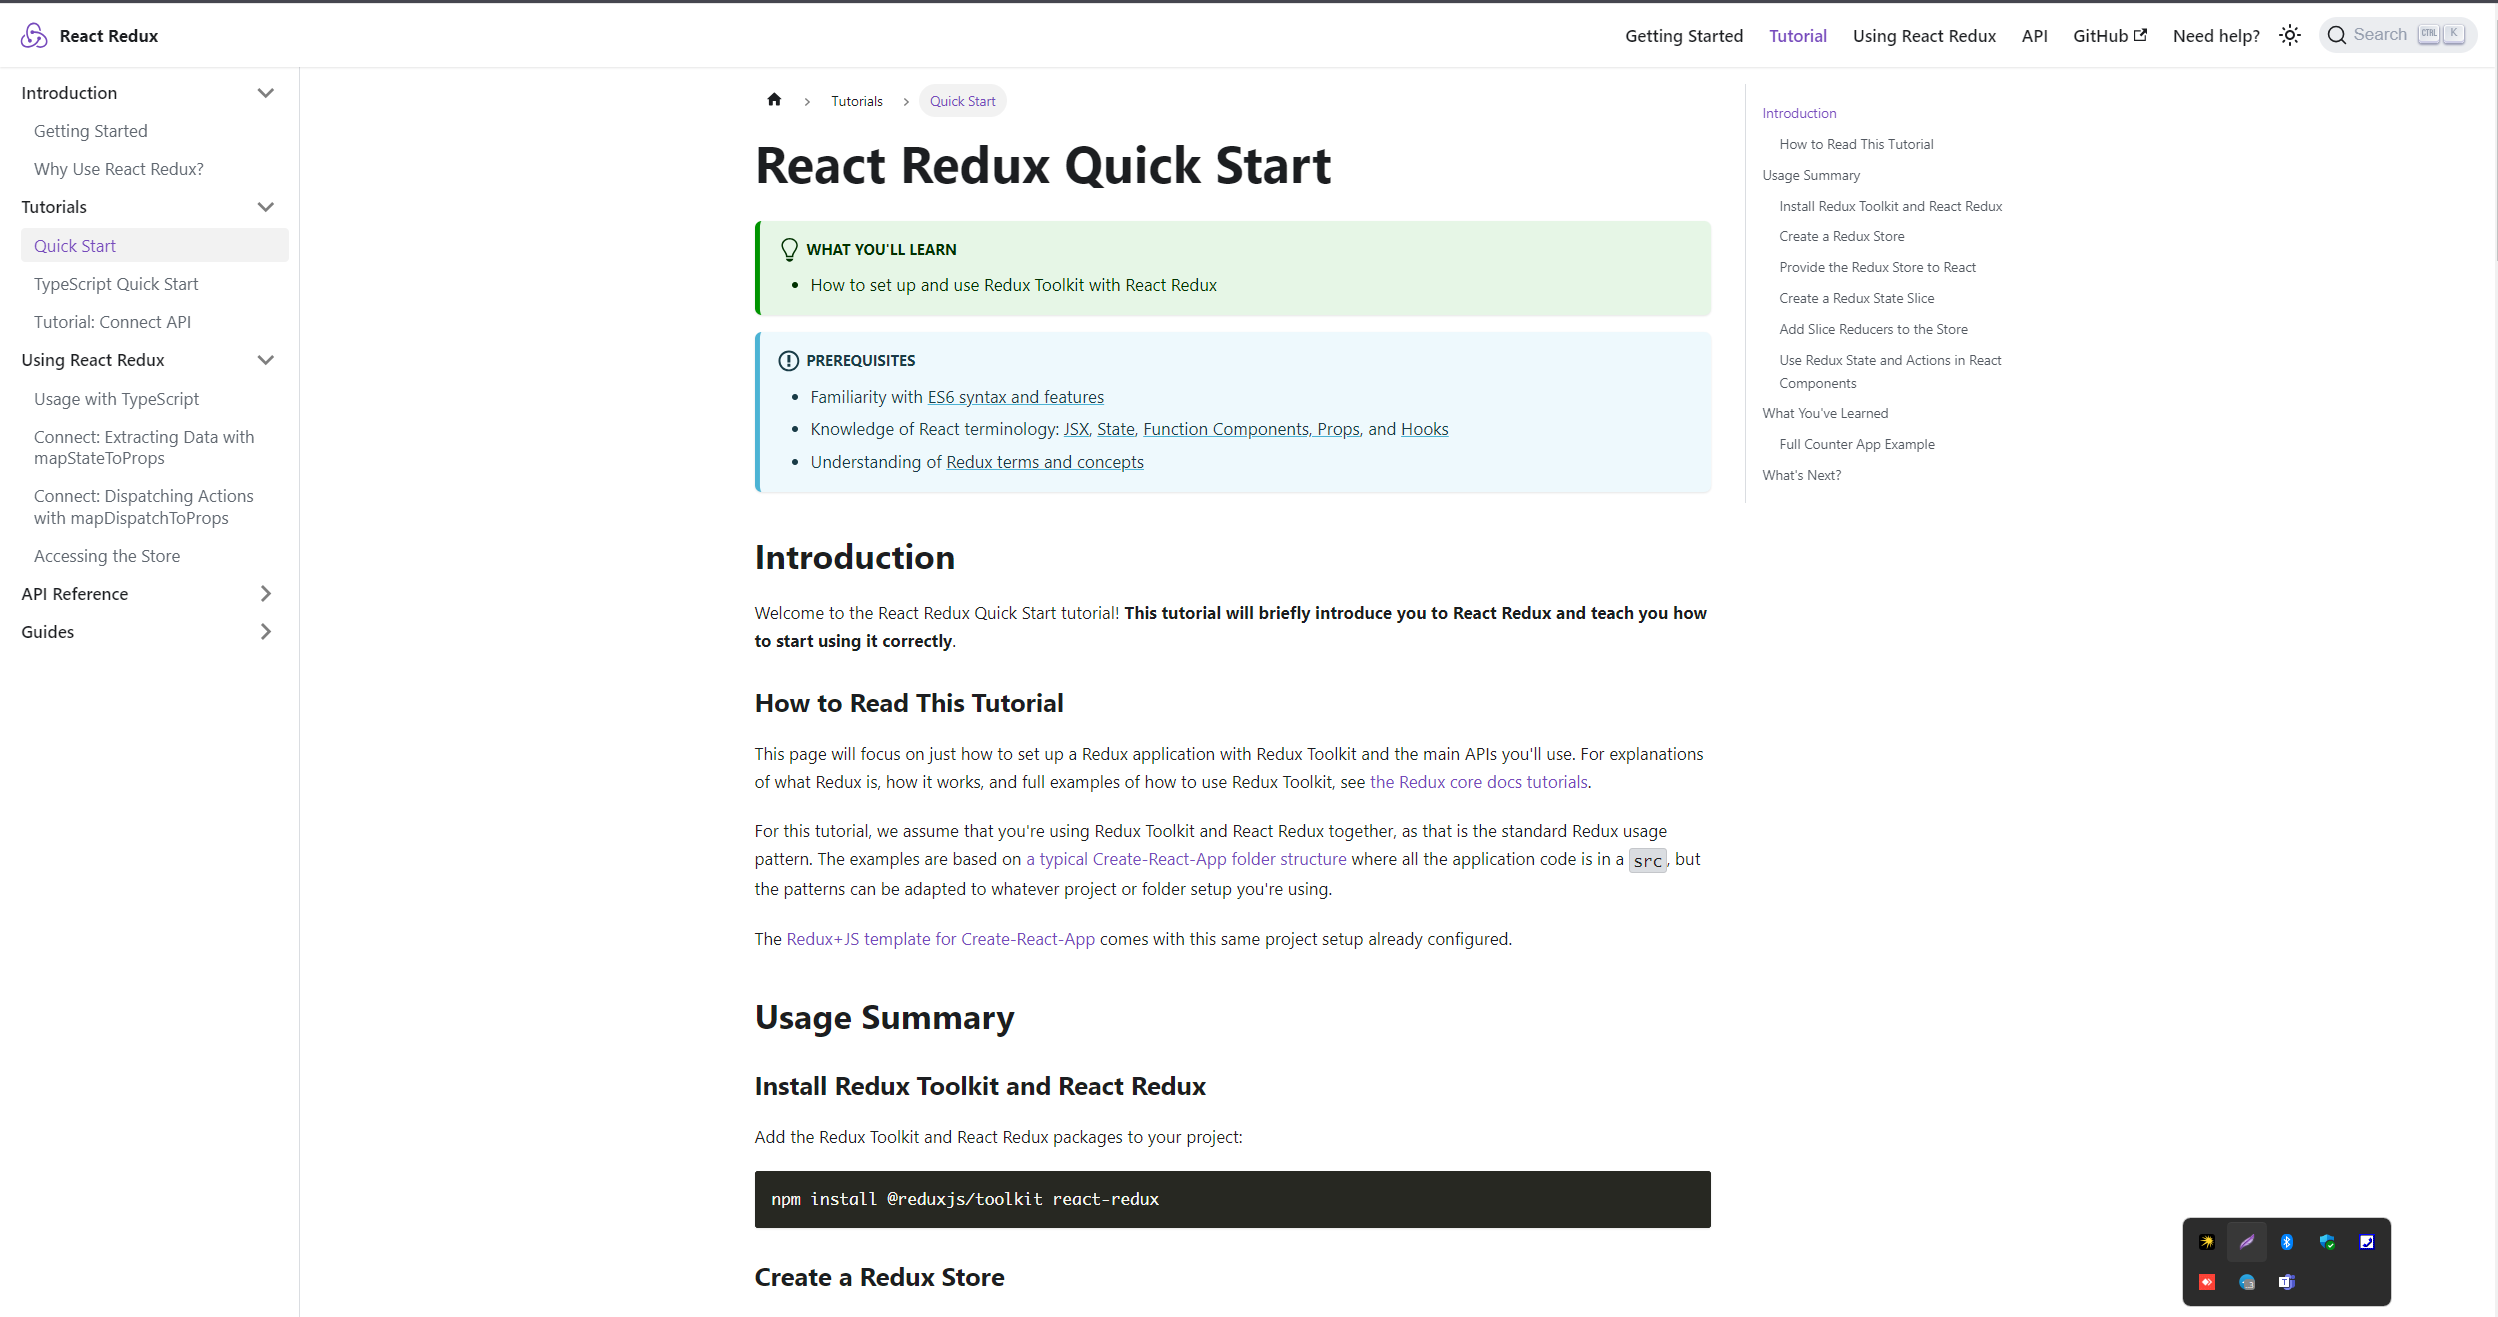 React Redux
Getting Started
Tutorial
Using React Redux
API
GitHub
Need help?
Search
CTRL
K
Introduction
Getting Started
Why Use React Redux?
Tutorials
Quick Start
TypeScript Quick Start
Tutorial: Connect API
Using React Redux
Usage with TypeScript
Connect: Extracting Data with
mapStateToProps
Connect: Dispatching Actions
with mapDispatchToProps
Accessing the Store
API Reference
Guides
Tutorials
Quick Start
React Redux Quick Start
WHAT YOU'LL LEARN
How to set up and use Redux Toolkit with React Redux
PREREQUISITES
Familiarity with ES6 syntax and features
Knowledge of React terminology: JSX, State, Function Components, Props, and Hooks
Understanding of Redux terms and concepts
Introduction
Welcome to the React Redux Quick Start tutorial! This tutorial will briefly introduce you to React Redux and teach you how
to start using it correctly.
How to Read This Tutorial
This page will focus on just how to set up a Redux application with Redux Toolkit and the main APIs you'll use. For explanations
of what Redux is, how it works, and full examples of how to use Redux Toolkit, see the Redux core docs tutorials.
For this tutorial, we assume that you're using Redux Toolkit and React Redux together, as that is the standard Redux usage
pattern. The examples are based on a typical Create-React-App folder structure where all the application code is in a src, but
the patterns can be adapted to whatever project or folder setup you're using.
The Redux+JS template for Create-React-App comes with this same project setup already configured.
Usage Summary
Install Redux Toolkit and React Redux
Add the Redux Toolkit and React Redux packages to your project:
npm install @reduxjs/toolkit react-redux
Create a Redux Store
Introduction
How to Read This Tutorial
Usage Summary
Install Redux Toolkit and React Redux
Create a Redux Store
Provide the Redux Store to React
Create a Redux State Slice
Add Slice Reducers to the Store
Use Redux State and Actions in React
Components
What You've Learned
Full Counter App Example
What's Next?